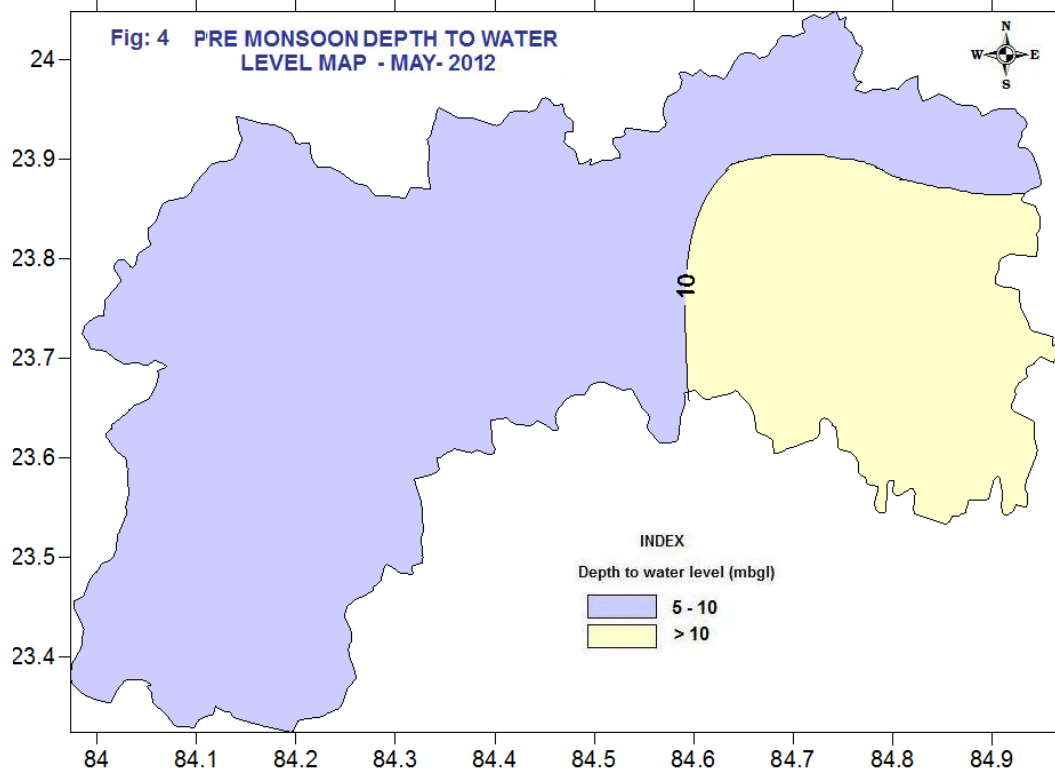 Fig: 4 PRE MONSOON DEPTH TO WATER
LEVEL MAP - MAY- 2012
N
W E
S
24
23.9
23.8
23.7
23.6
23.5
23.4
10
INDEX
Depth to water level (mbgl)
5 - 10
> 10
84 84.1 84.2 84.3 84.4 84.5 84.6 84.7 84.8 84.9